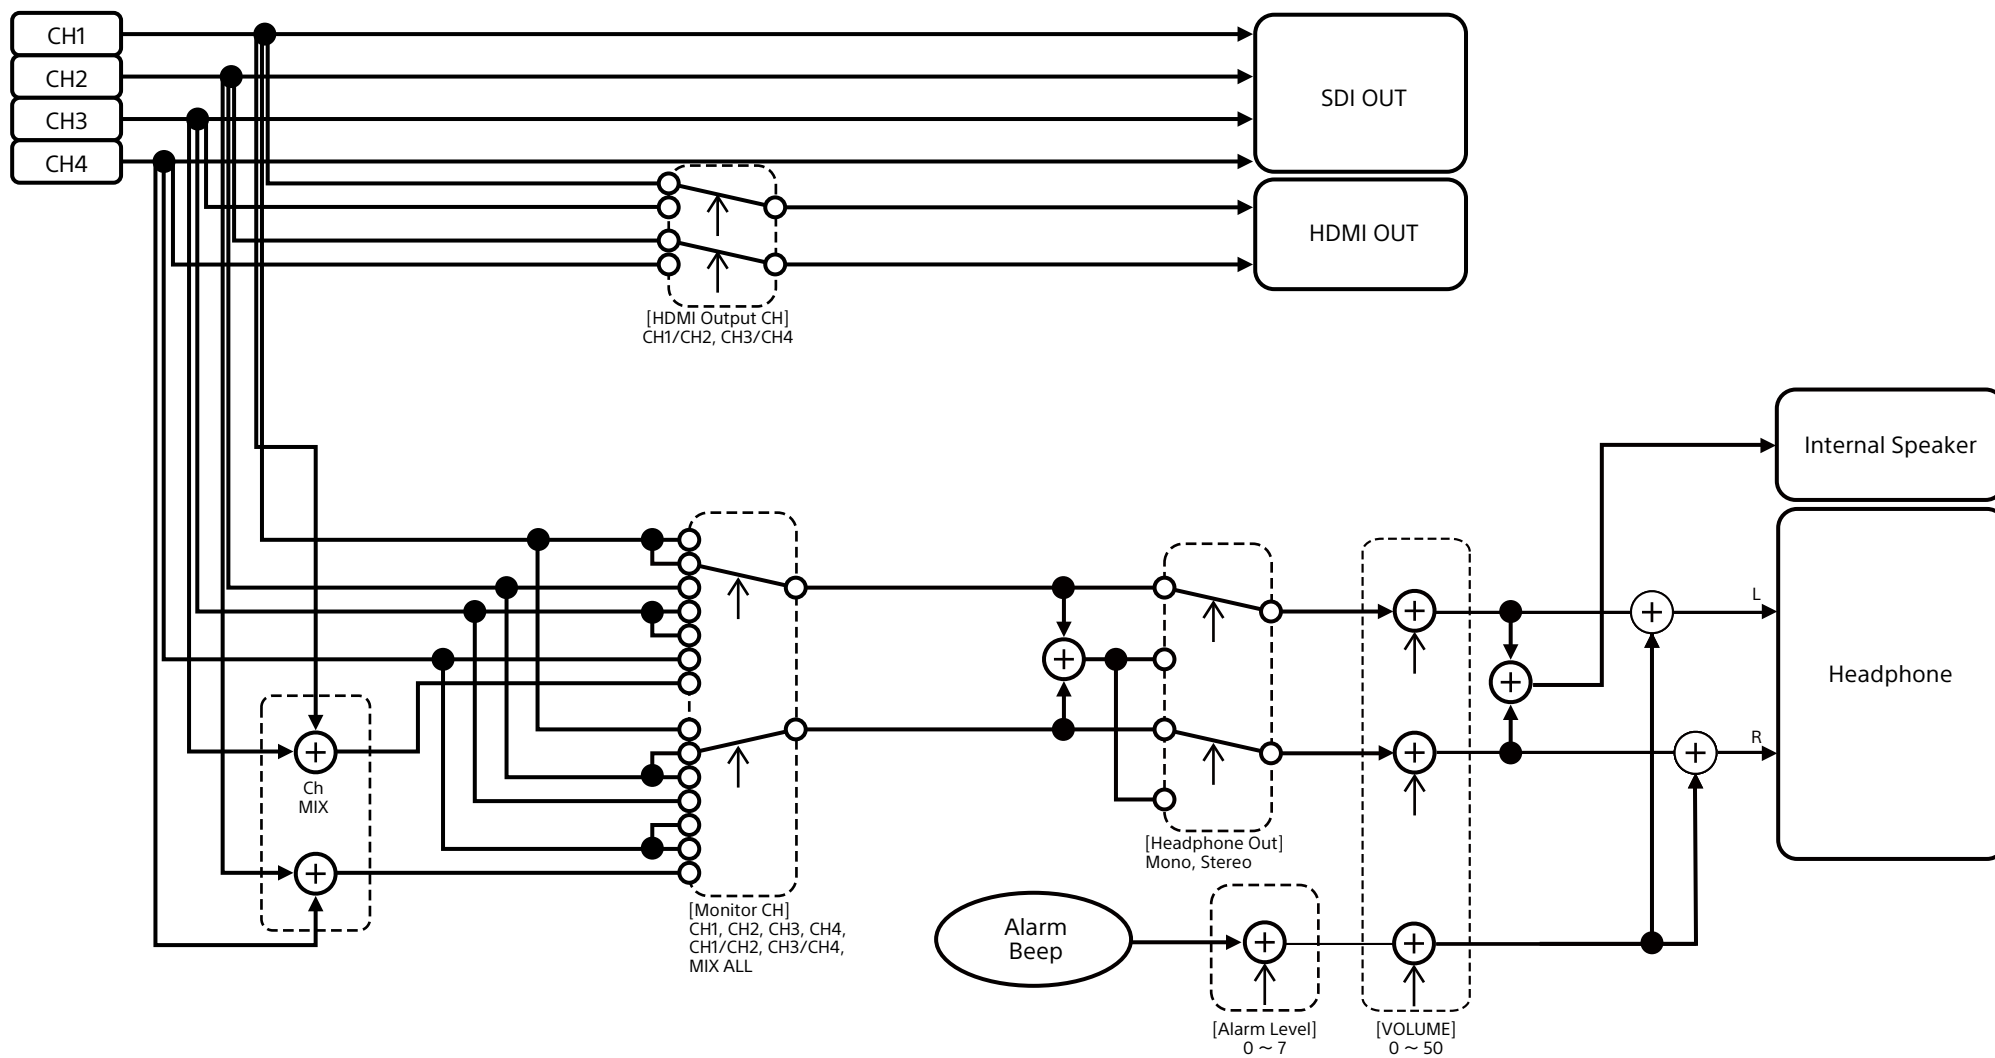 CH1
CH2
CH3
CH4
SDI OUT
HDMI OUT
[HDMI Output CH]
CH1/CH2, CH3/CH4
Internal Speaker
Headphone
L
R
Ch
MIX
[Monitor CH]
CH1, CH2, CH3, CH4,
CH1/CH2, CH3/CH4,
MIX ALL
[Headphone Out]
Mono, Stereo
Alarm
Beep
[Alarm Level]
0 ~ 7
[VOLUME]
0 ~ 50